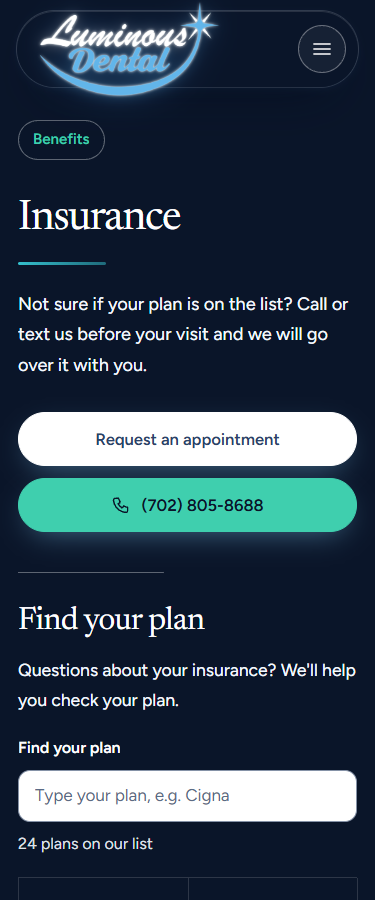 Luminous
Dental
Benefits
Insurance
Not sure if your plan is on the list? Call or
text us before your visit and we will go
over it with you.
Request an appointment
(702) 805-8688
Find your plan
Questions about your insurance? We'll help
you check your plan.
Find your plan
Type your plan, e.g. Cigna
24 plans on our list